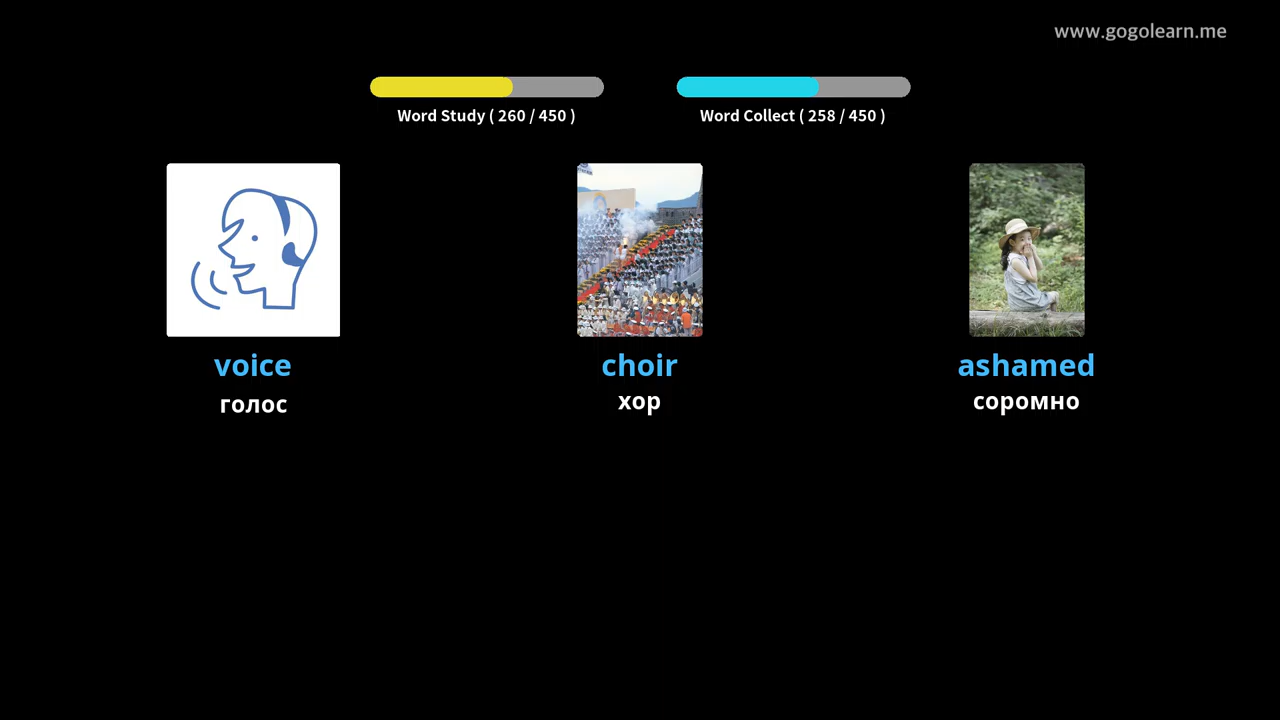 www.gogolearn.me
Word Study ( 260 / 450 )
Word Collect ( 258 / 450 )
voice
choir
ashamed
голос
хор
соромно